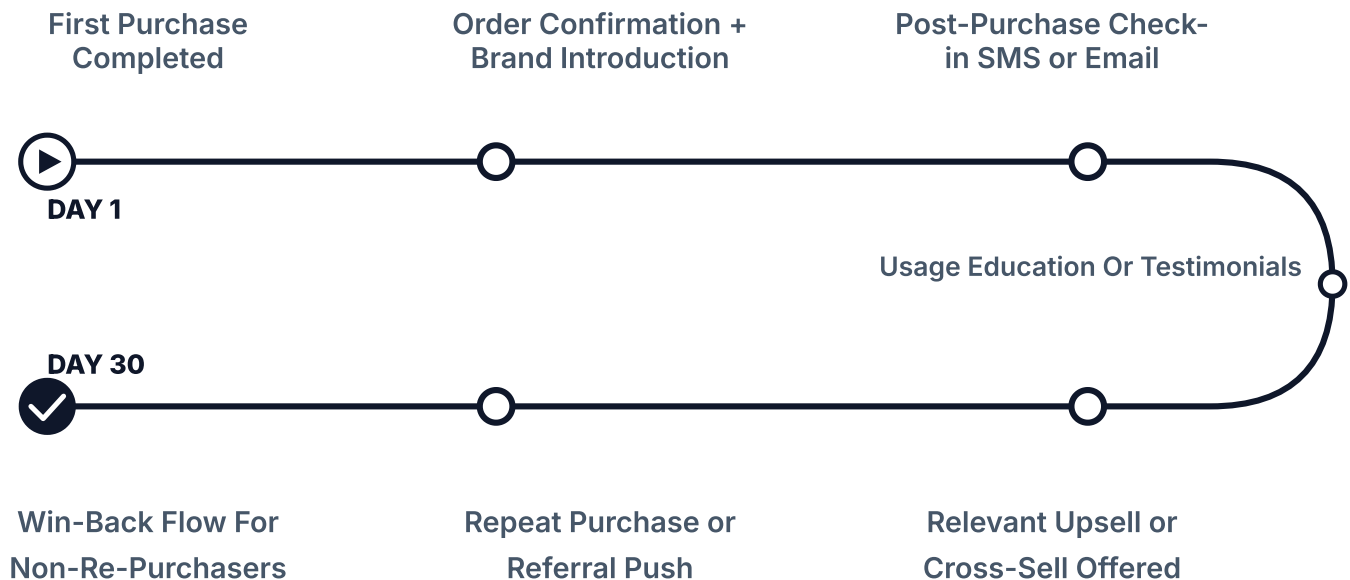 First Purchase
Completed
Order Confirmation +
Brand Introduction
Post-Purchase Check-
in SMS or Email
DAY 1
Usage Education Or Testimonials
DAY 30
Win-Back Flow For
Non-Re-Purchasers
Repeat Purchase or
Referral Push
Relevant Upsell or
Cross-Sell Offered